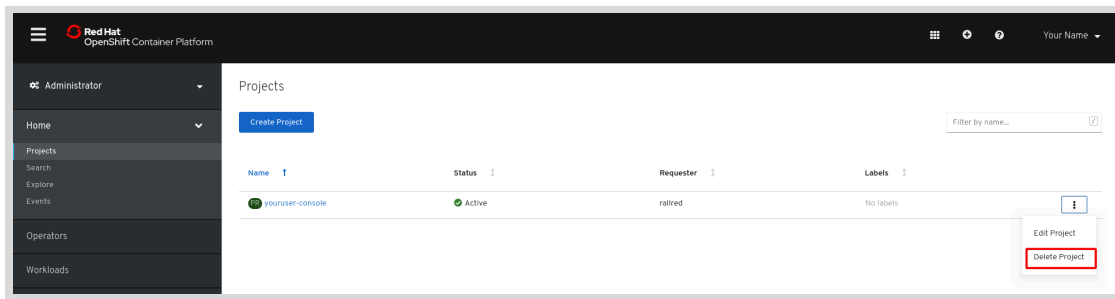 Red Hat
OpenShift Container Platform
Your Name
Administrator
Projects
Home
Create Project
Filter by name...
/
Projects
Search
Name
Status
Requester
Labels
Explore
Events
PR youruser-console
Active
ralred
No labels
Operators
Edit Project
Delete Project
Workloads